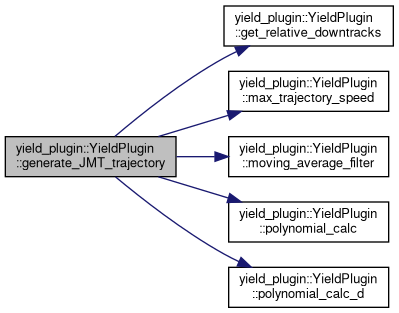 yield_plugin::YieldPlugin
::get_relative_downtracks
yield_plugin::YieldPlugin
::max_trajectory_speed
yield_plugin::YieldPlugin
::generate_JMT_trajectory
yield_plugin::YieldPlugin
::moving_average_filter
yield_plugin::YieldPlugin
::polynomial_calc
yield_plugin::YieldPlugin
::polynomial_calc_d